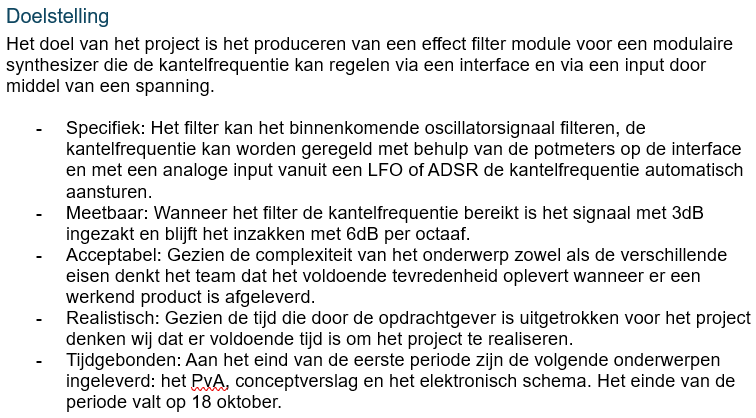 Doelstelling
Het doel van het project is het produceren van een effect filter module voor een modulaire
synthesizer die de kantelfrequentie kan regelen via een interface en via een input door
middel van een spanning.
- Specifiek: Het filter kan het binnenkomende oscillatorsignaal filteren, de
kantelfrequentie kan worden geregeld met behulp van de potmeters op de interface
en met een analoge input vanuit een LFO of ADSR de kantelfrequentie automatisch
aansturen.
- Meetbaar: Wanneer het filter de kantelfrequentie bereikt is het signaal met 3dB
ingezakt en blijft het inzakken met 6dB per octaaf.
- Acceptabel: Gezien de complexiteit van het onderwerp zowel als de verschillende
eisen denkt het team dat het voldoende tevredenheid oplevert wanneer er een
werkend product is afgeleverd.
- Realistisch: Gezien de tijd die door de opdrachtgever is uitgetrokken voor het project
denken wij dat er voldoende tijd is om het project te realiseren.
- Tijdgebonden: Aan het eind van de eerste periode zijn de volgende onderwerpen
ingeleverd: het PvA, conceptverslag en het elektronisch schema. Het einde van de
periode valt op 18 oktober.